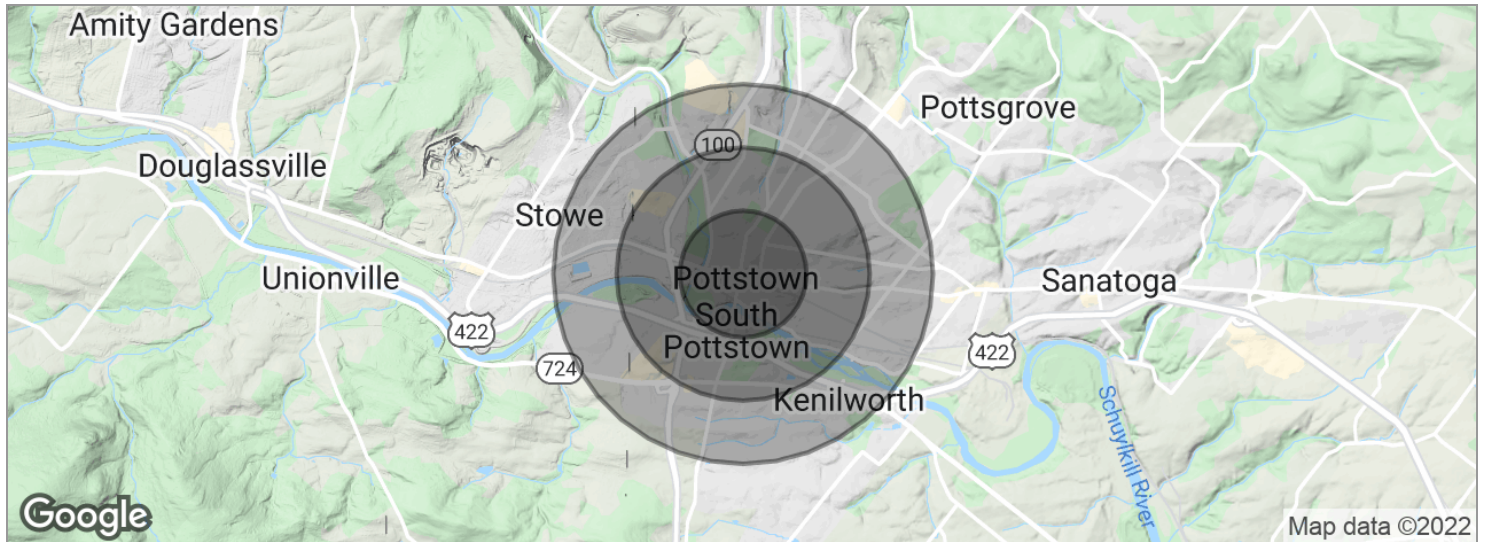 Amity Gardens
Pottsgrove
100
Douglassville
Stowe
Unionville
Pottstown
Sanatoga
South
Pottstown
422
422
724
Kenilworth
Schuylkill River
Google
Map data ©2022